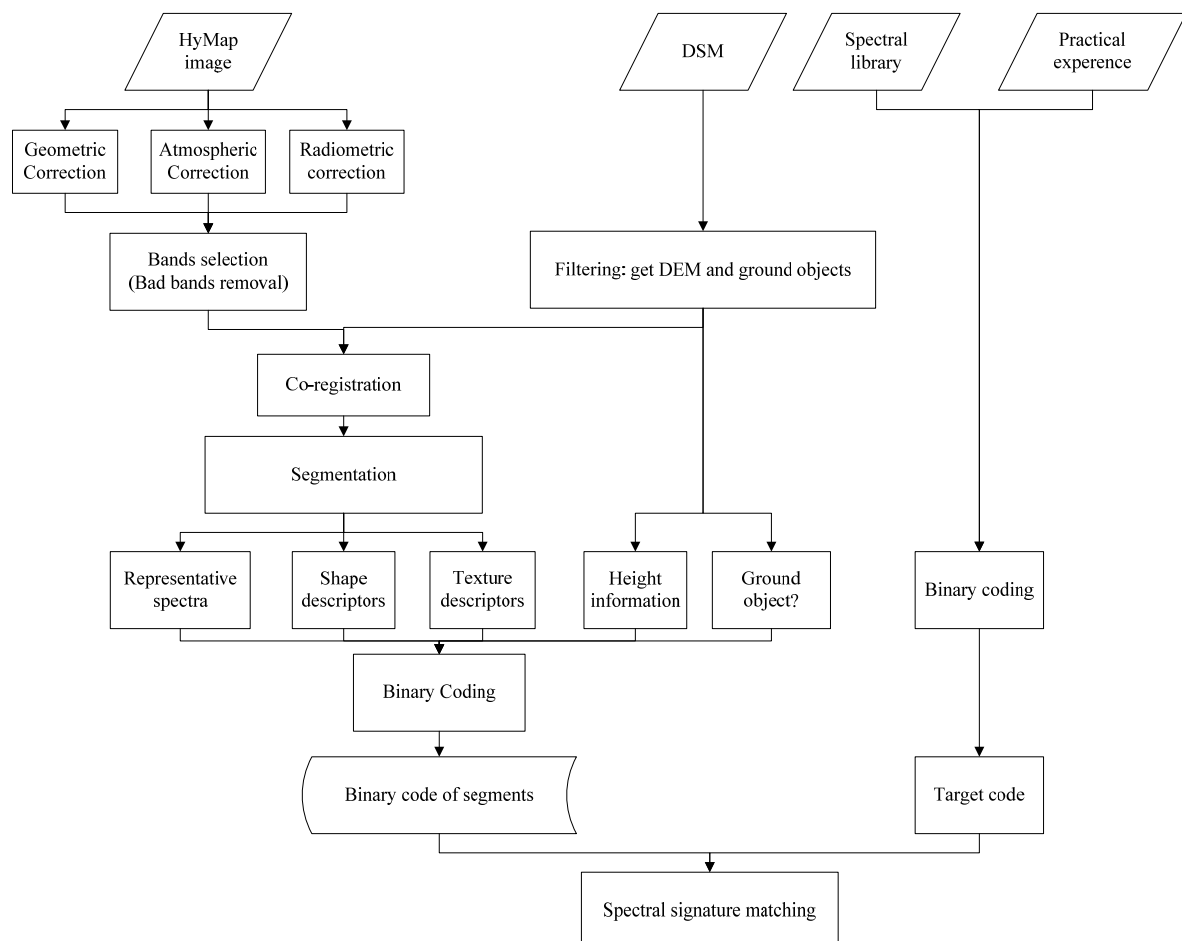 HyMap
image
DSM
Spectral
library
Practical
experence
Geometric
Correction
Atmospheric
Correction
Radiometric
correction
Bands selection
(Bad bands removal)
Filtering: get DEM and ground objects
Co-registration
Segmentation
Representative
spectra
Shape
descriptors
Texture
descriptors
Height
information
Ground
object?
Binary coding
Binary Coding
Binary code of segments
Target code
Spectral signature matching